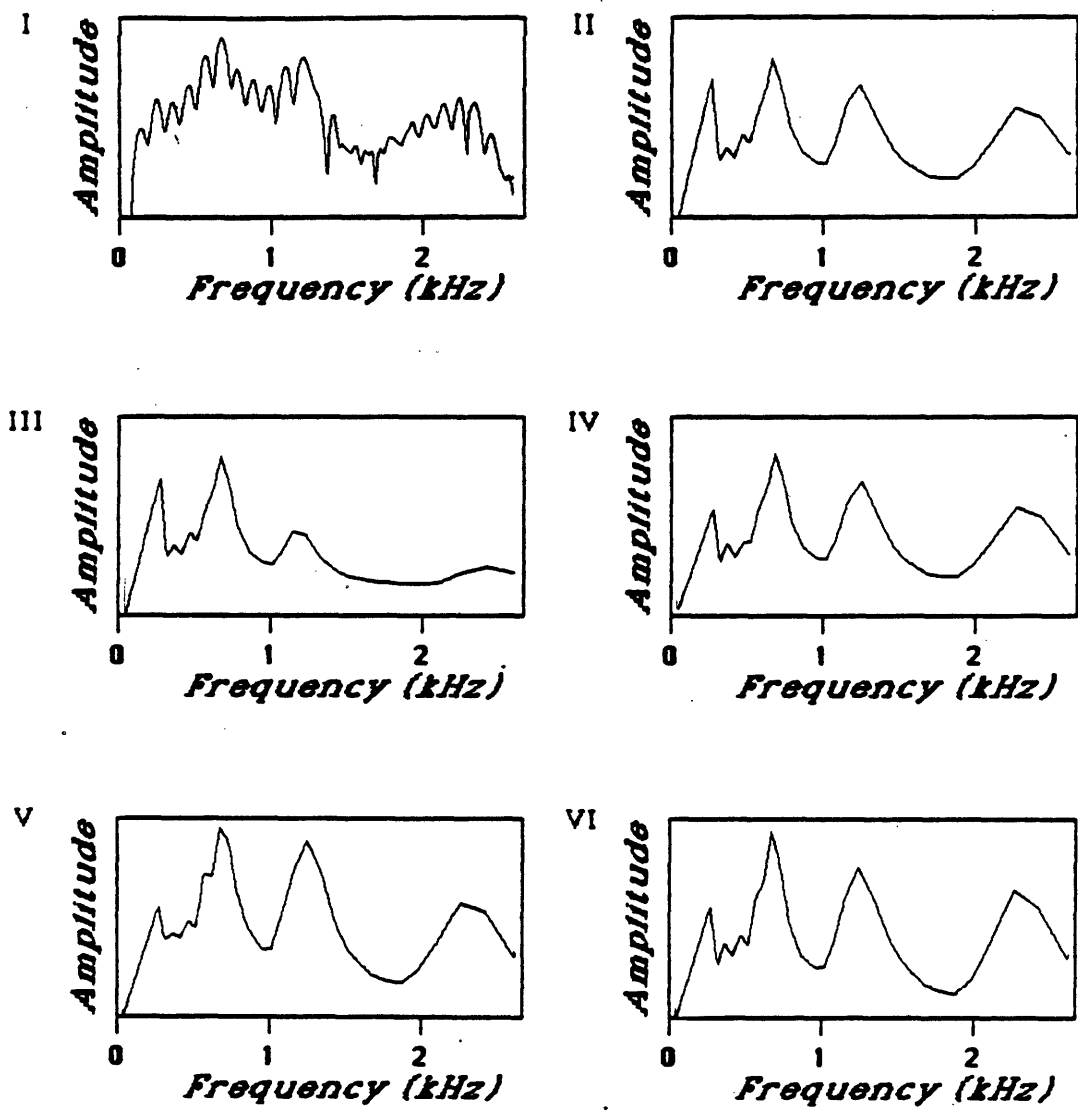 I
Amplitude
0 1 2
Frequency (kHz)
II
Amplitude
0 1 2
Frequency (kHz)
III
Amplitude
0 1 2
Frequency (kHz)
IV
Amplitude
0 1 2
Frequency (kHz)
V
Amplitude
0 1 2
Frequency (kHz)
VI
Amplitude
0 1 2
Frequency (kHz)